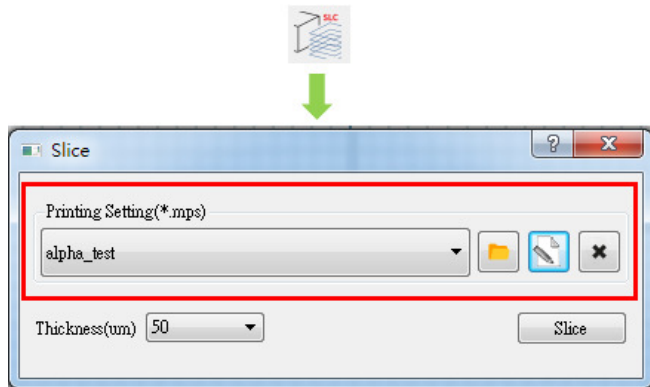 SLC
Slice
Printing Setting(*.mps)
alpha_test
Thickness(um) 50 Slice